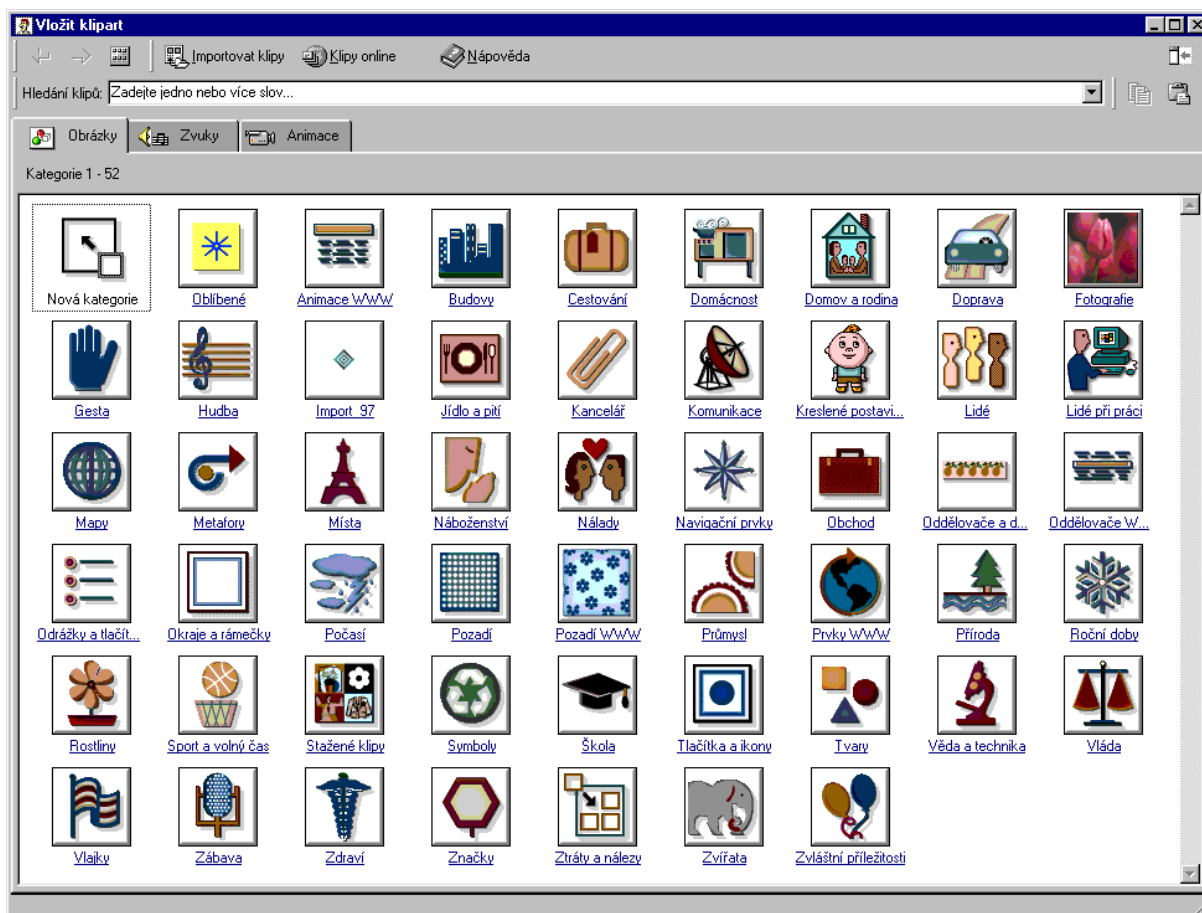 Vložit klipart
Importovat klipy Klipy online Nápověda
Hledání klipů: Zadejte jedno nebo více slov...
Obrázky Zvuky Animace
Kategorie 1 - 52
Nová kategorie Oblíbené Animace WWW Budovy Cestování Domácnost Domov a rodina Doprava Fotografie
Gesta Hudba Import 97 Jídlo a pití Kancelář Komunikace Kreslené postavi... Lidé Lidé při práci
Mapy Metafory Místa Náboženství Nálady Navigační prvky Obchod Oddělovače a d... Oddělovače W...
Odrážky a tlačít... Okraje a rámečky Počasí Pozadí Pozadí WWW Průmysl Prvky WWW Příroda Roční doby
Rostliny Sport a volný čas Stažené klipy Symboly Škola Tlačítka a ikony Tvary Věda a technika Vláda
Vlajky Zábava Zdraví Značky Ztráty a nálezy Zvířata Zvláštní příležitosti